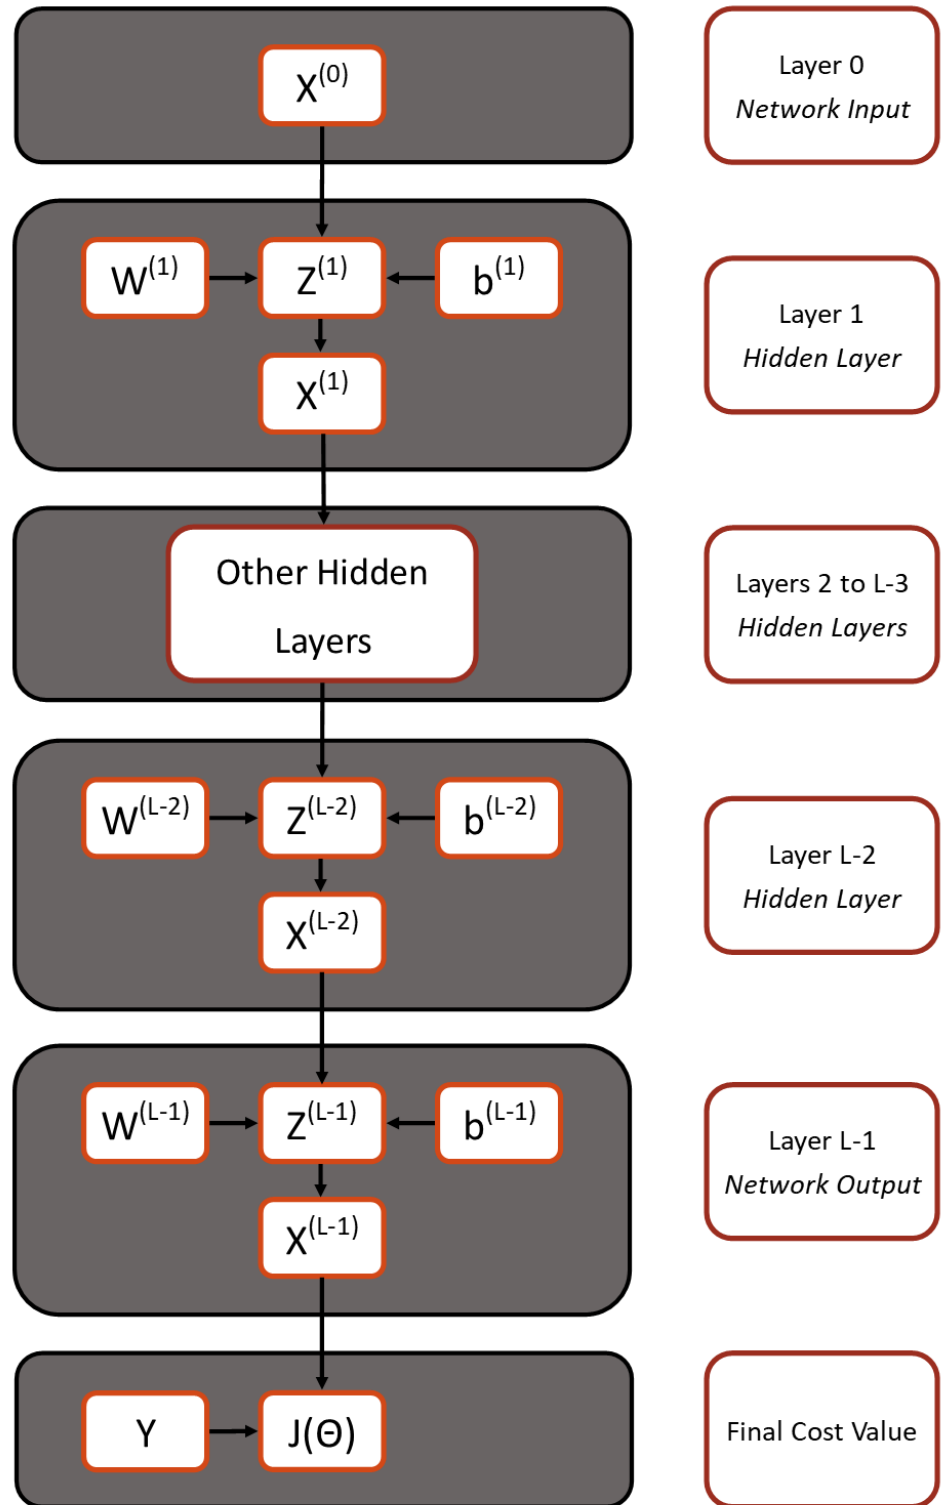 X^(0)
Layer 0
Network Input
W^(1)
Z^(1)
b^(1)
X^(1)
Layer 1
Hidden Layer
Other Hidden
Layers
Layers 2 to L-3
Hidden Layers
W^(L-2)
Z^(L-2)
b^(L-2)
X^(L-2)
Layer L-2
Hidden Layer
W^(L-1)
Z^(L-1)
b^(L-1)
X^(L-1)
Layer L-1
Network Output
Y
J(Θ)
Final Cost Value